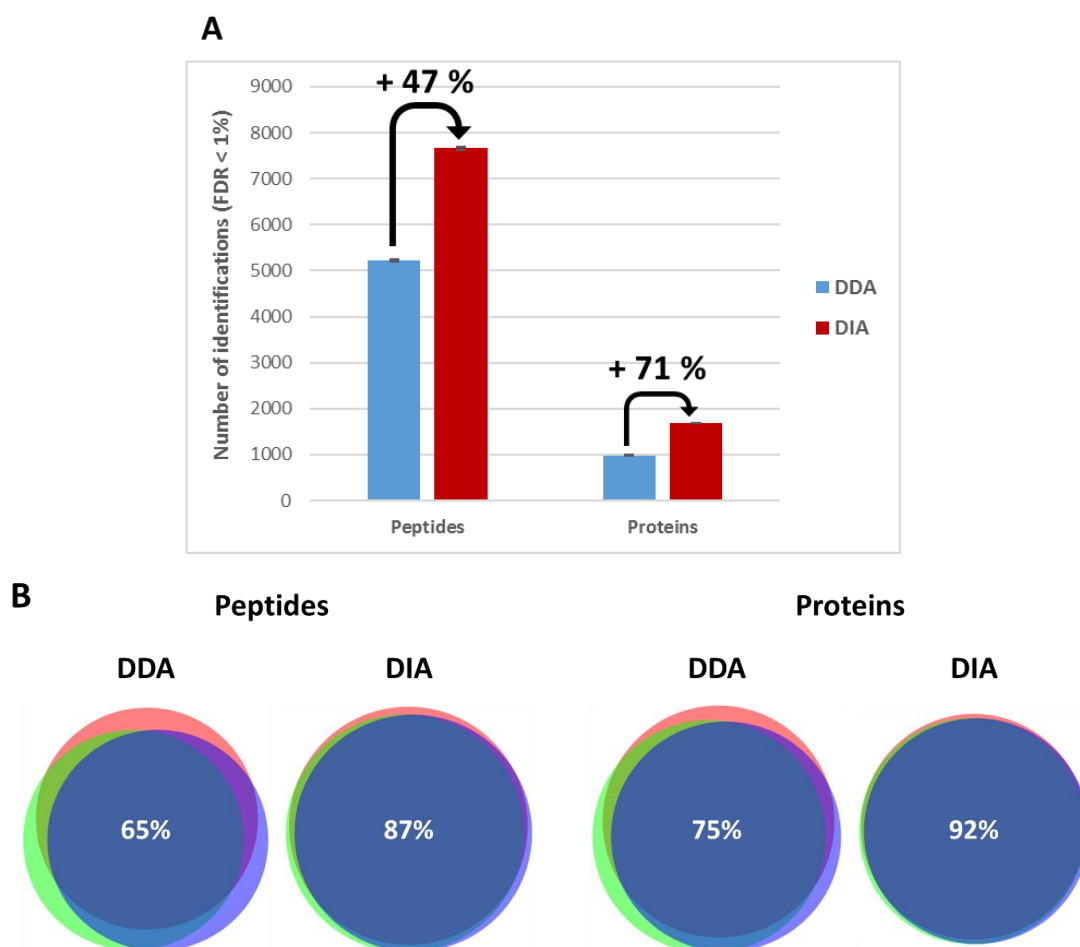 A
+ 47 %
9000
8000
7000
6000
5000
4000
3000
2000
1000
0
Number of identifications (FDR < 1%)
+ 71 %
DDA
DIA
Peptides
Proteins
B
Peptides
Proteins
DDA
DIA
DDA
DIA
65%
87%
75%
92%